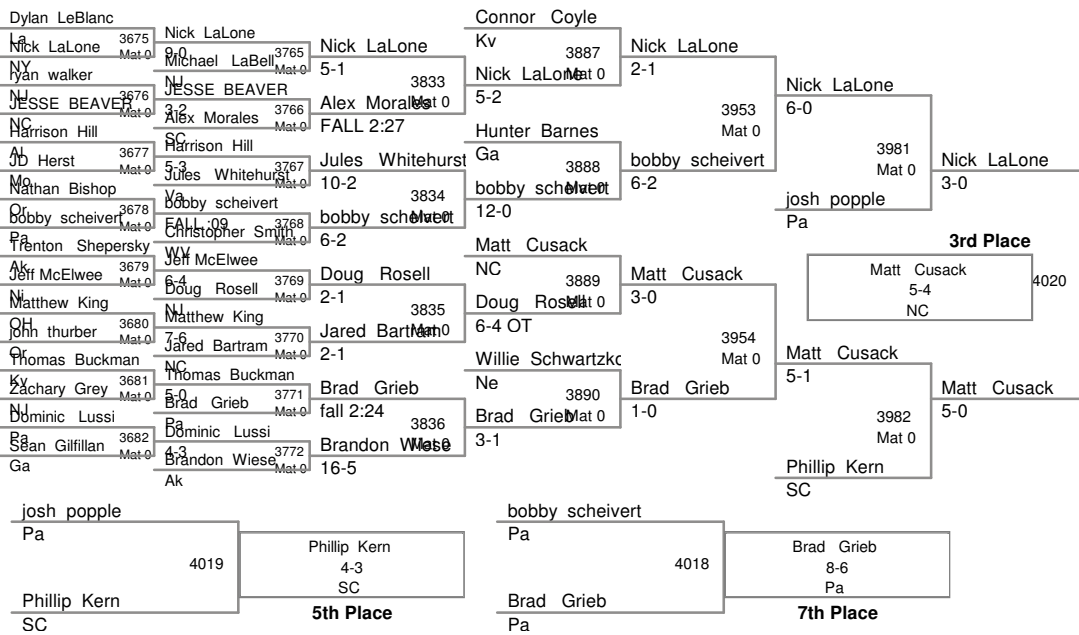 Dylan LeBlanc
La
Nick LaLone
NY
3675
Mat 0
ryan walker
NJ
JESSE BEAVER
NC
3676
Mat 0
Harrison Hill
Al
JD Herst
Mo
3677
Mat 0
Nathan Bishop
Or
bobby scheivert
Pa
3678
Mat 0
Trenton Shepersky
Ak
Jeff McElwee
Ni
3679
Mat 0
Matthew King
OH
john thurber
Or
3680
Mat 0
Thomas Buckman
Kv
Zachary Grey
NJ
3681
Mat 0
Dominic Lussi
Pa
Sean Gilfillan
Ga
3682
Mat 0
Nick LaLone
9-0
Michael LaBell
NJ
3765
Mat 0
JESSE BEAVER
3-2
Alex Morales
SC
3766
Mat 0
Harrison Hill
5-3
Jules Whitehurst
Va
3767
Mat 0
bobby scheivert
FALL :09
Christopher Smith
WV
3768
Mat 0
Jeff McElwee
6-4
Doug Rosell
NJ
3769
Mat 0
Matthew King
7-6
Jared Bartram
NC
3770
Mat 0
Thomas Buckman
5-0
Brad Grieb
Pa
3771
Mat 0
Dominic Lussi
4-3
Brandon Wiese
Ak
3772
Mat 0
Nick LaLone
5-1
3833
Mat 0
Alex Morales
FALL 2:27
Jules Whitehurst
10-2
3834
Mat 0
bobby scheivert
6-2
Doug Rosell
2-1
3835
Mat 0
Jared Bartram
2-1
Brad Grieb
fall 2:24
3836
Mat 0
Brandon Wiese
16-5
Connor Coyle
Kv
3887
Mat 0
Nick LaLone
5-2
Hunter Barnes
Ga
3888
Mat 0
bobby scheivert
12-0
Matt Cusack
NC
3889
Mat 0
Doug Rosell
6-4 OT
Willie Schwartzko
Ne
3890
Mat 0
Brad Grieb
3-1
Nick LaLone
2-1
3953
Mat 0
bobby scheivert
6-2
Matt Cusack
3-0
3954
Mat 0
Brad Grieb
1-0
Nick LaLone
6-0
3981
Mat 0
josh popple
Pa
Matt Cusack
5-1
3982
Mat 0
Phillip Kern
SC
Nick LaLone
3-0
3rd Place
Matt Cusack
5-4
NC
4020
Matt Cusack
5-0
josh popple
Pa
4019
Phillip Kern
SC
Phillip Kern
4-3
SC
5th Place
bobby scheivert
Pa
4018
Brad Grieb
Pa
Brad Grieb
8-6
Pa
7th Place